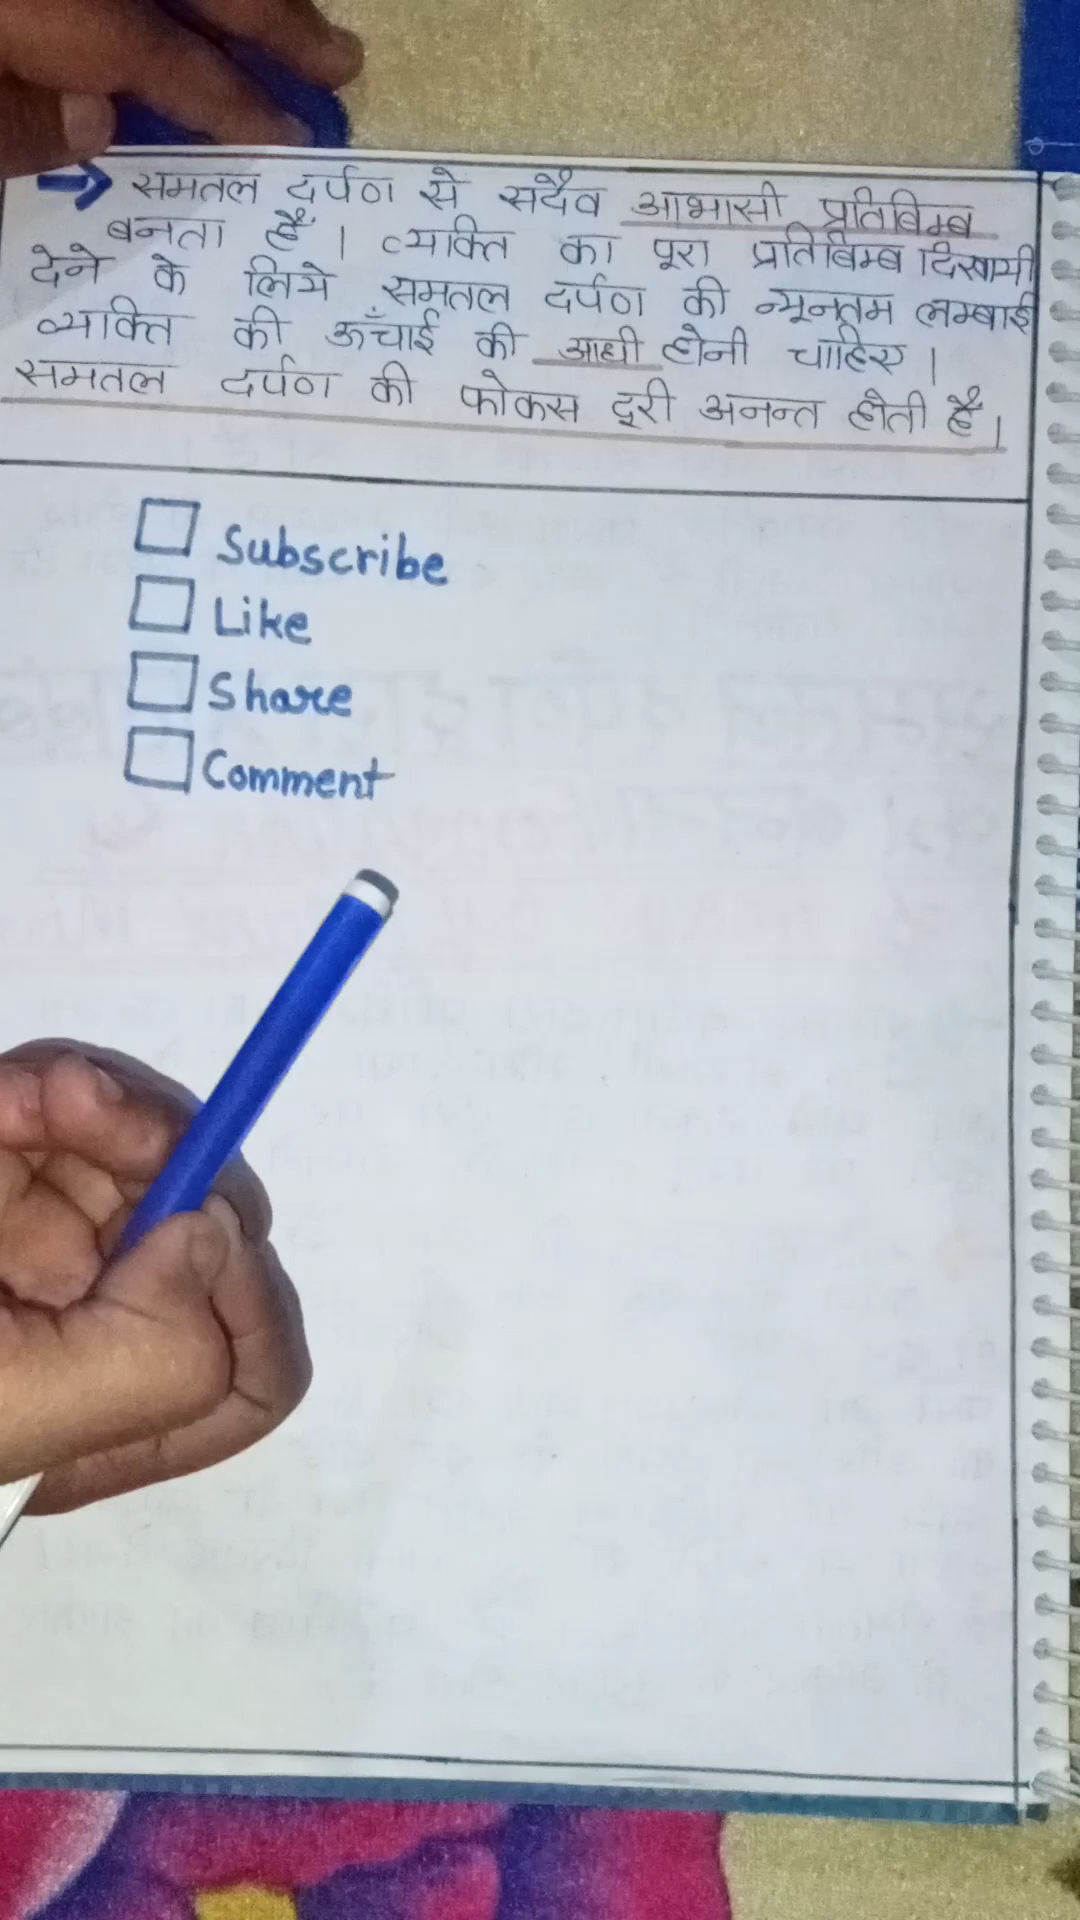 → समतल दर्पण से सदैव आभासी प्रतिबिम्ब
बनता है। व्यक्ति का पूरा प्रतिबिम्ब दिखायी
देने के लिये समतल दर्पण की न्यूनतम लम्बाई
व्यक्ति की ऊँचाई की आधी होनी चाहिए।
समतल दर्पण की फोकस दूरी अनन्त होती है।
Subscribe
Like
Share
Comment